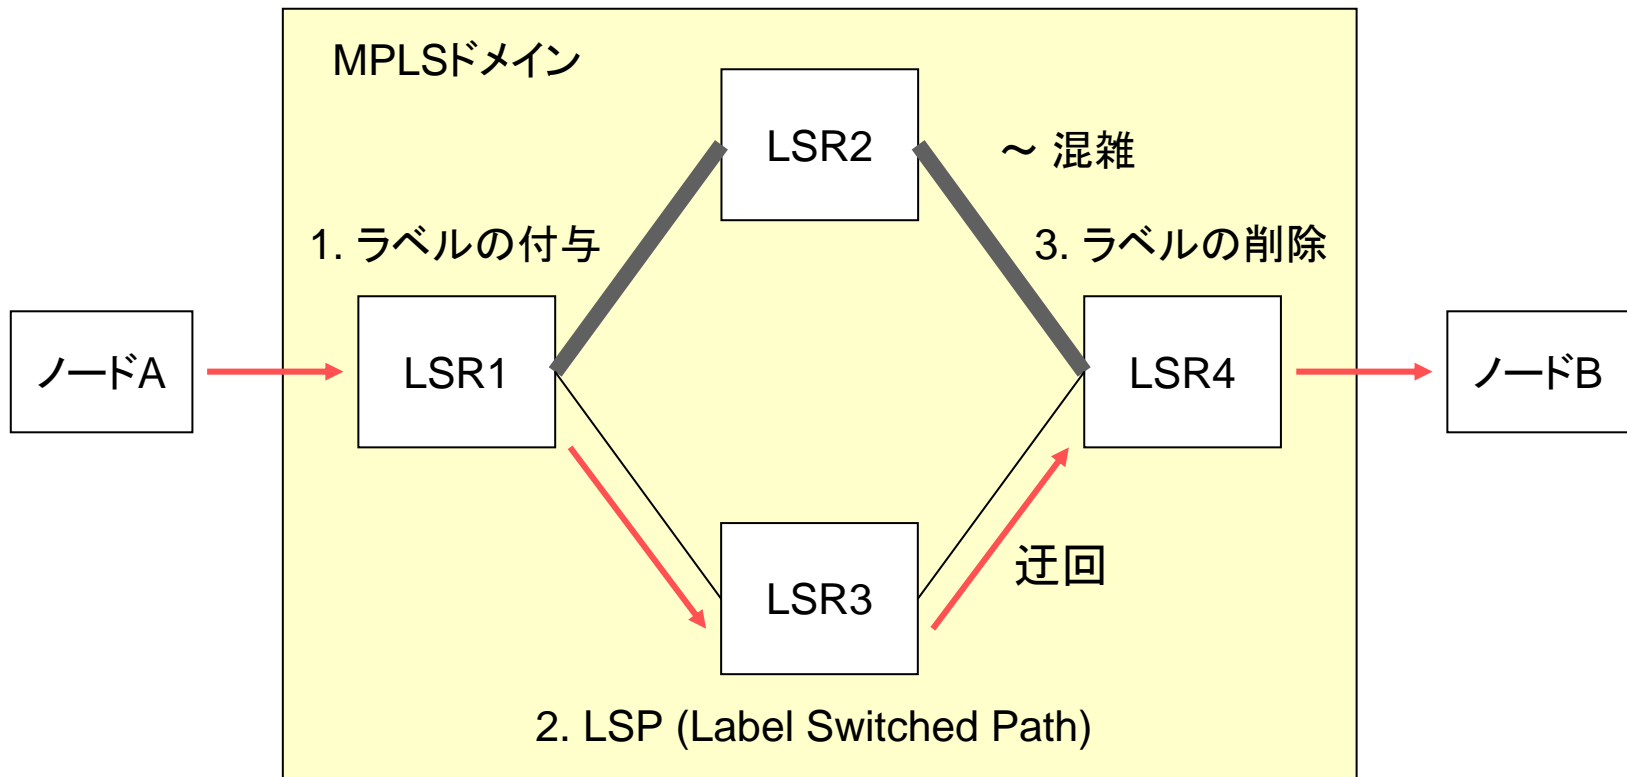 MPLSドメイン
LSR2
～ 混雑
1. ラベルの付与
3. ラベルの削除
ノードA
LSR1
LSR4
ノードB
LSR3
迂回
2. LSP (Label Switched Path)